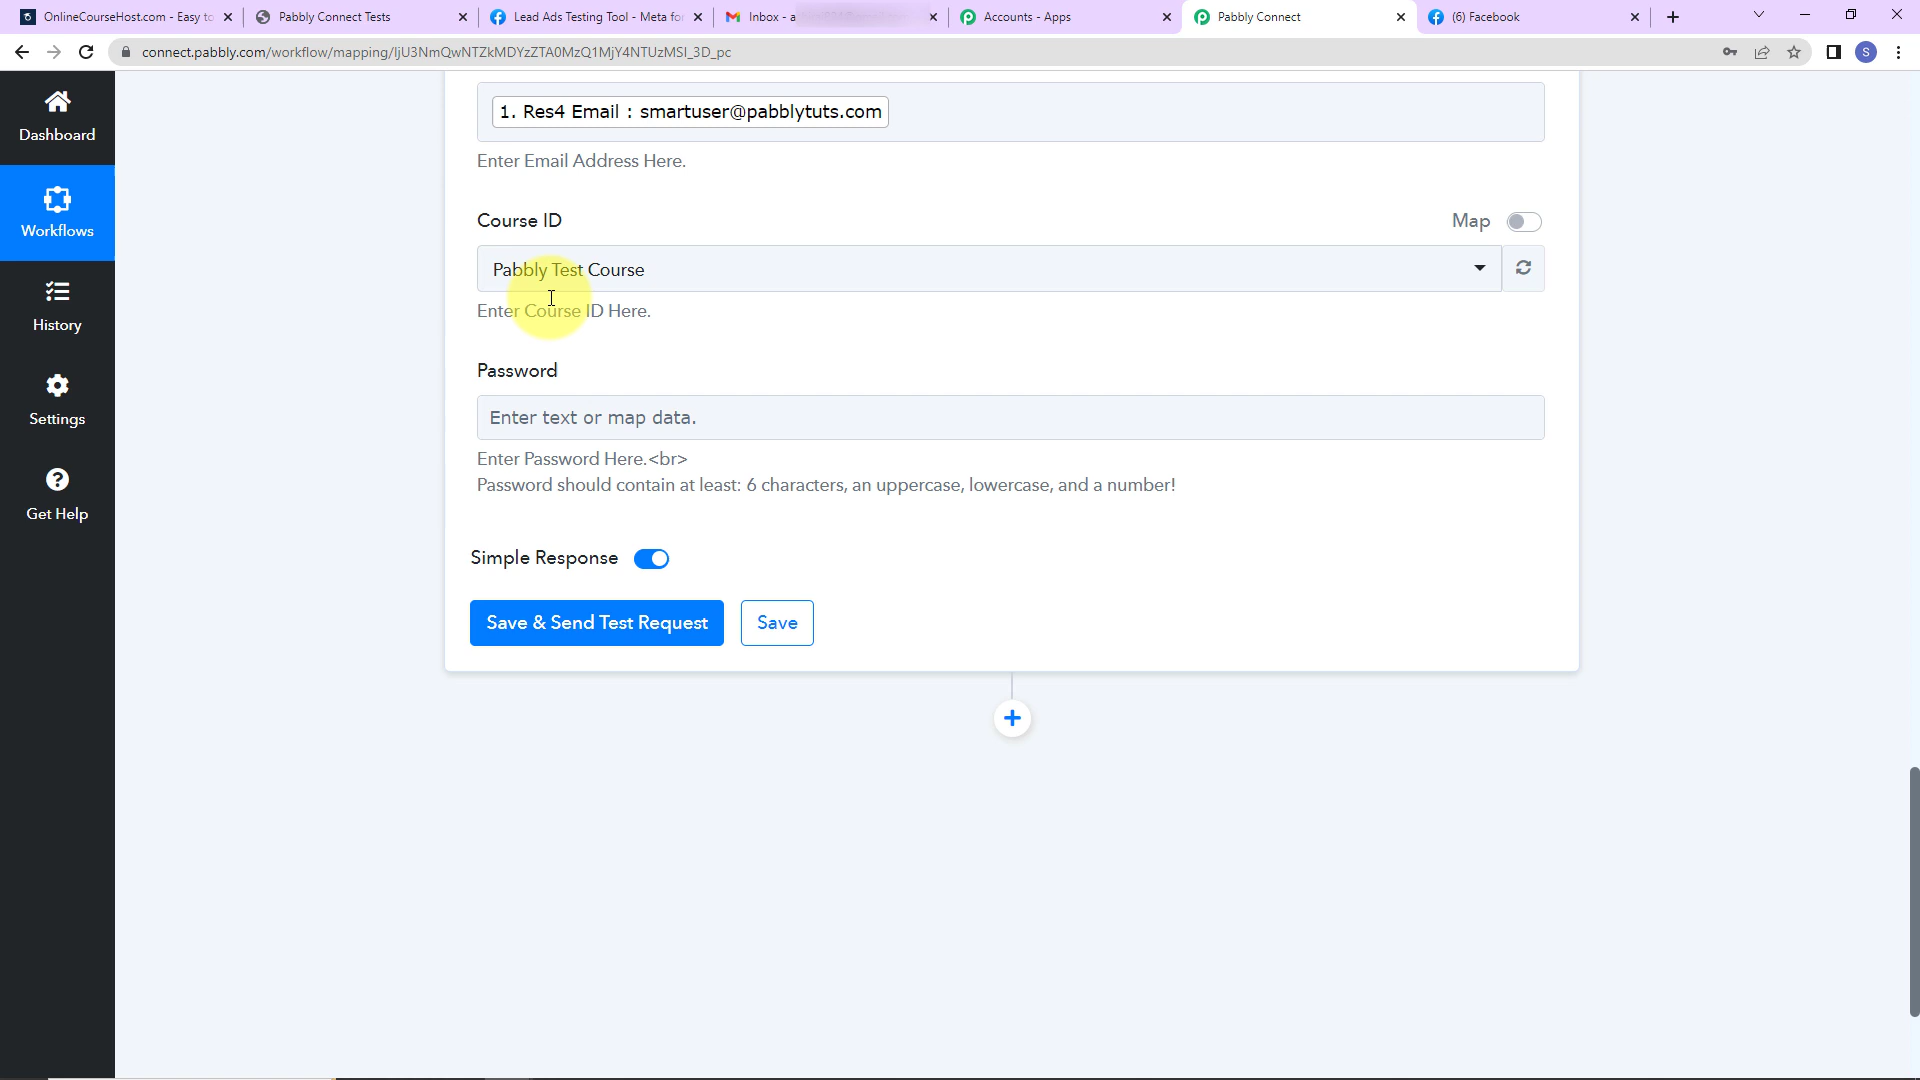 OnlineCourseHost.com - Easy to
Pabbly Connect Tests
Lead Ads Testing Tool - Meta fo
Inbox - a
Accounts - Apps
Pabbly Connect
(6) Facebook
connect.pabbly.com/workflow/mapping/IjU3NmQwNTZkMDYzZTA0MzQ1MjY4NTUzMSI_3D_pc
S
Dashboard
Workflows
History
Settings
Get Help
1. Res4 Email : smartuser@pabblytuts.com
Enter Email Address Here.
Course ID
Map
Pabbly Test Course
Enter Course ID Here.
Password
Enter text or map data.
Enter Password Here.<br>
Password should contain at least: 6 characters, an uppercase, lowercase, and a number!
Simple Response
Save & Send Test Request
Save